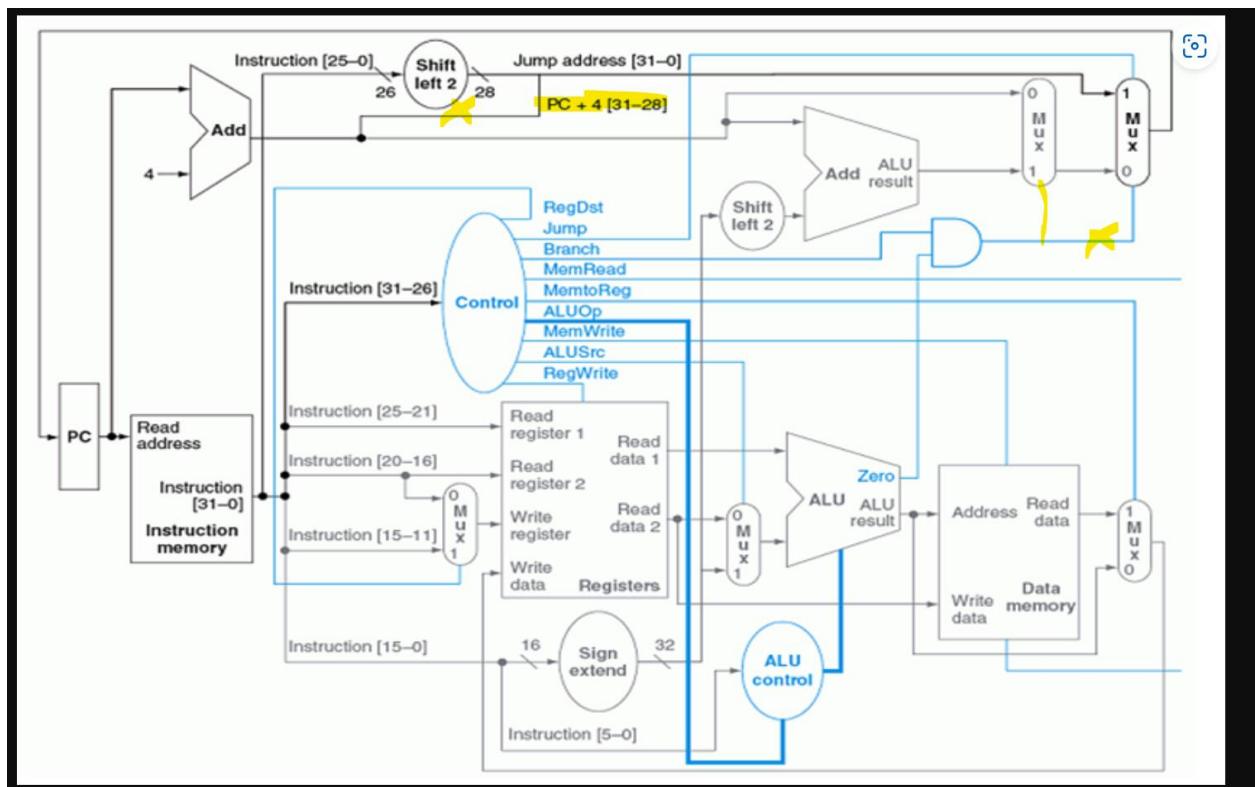 Instruction [25–0]
Shift
left 2
Jump address [31–0]
26
28
PC + 4 [31–28]
Add
4
0
M
u
x
1
1
M
u
x
0
Add
ALU
result
Shift
left 2
RegDst
Jump
Branch
MemRead
MemtoReg
ALUOp
MemWrite
ALUSrc
RegWrite
Control
Instruction [31–26]
PC
Read
address
Instruction
[31–0]
Instruction
memory
Instruction [25–21]
Instruction [20–16]
Instruction [15–11]
0
M
u
x
1
Read
register 1
Read
register 2
Write
register
Write
data
Registers
Read
data 1
Read
data 2
0
M
u
x
1
Zero
ALU
ALU
result
Address
Read
data
Write
data
Data
memory
1
M
u
x
0
Instruction [15–0]
16
Sign
extend
32
ALU
control
Instruction [5–0]